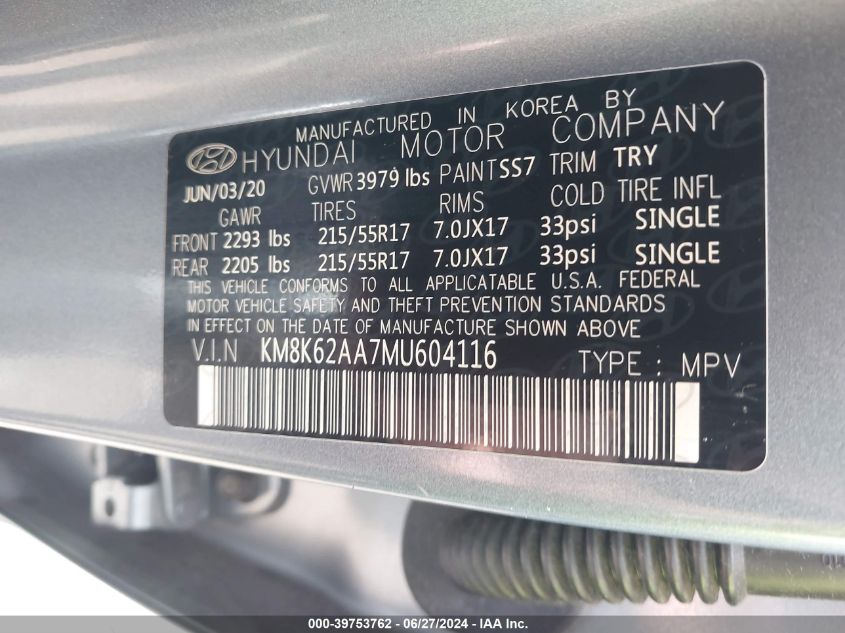 MANUFACTURED IN KOREA BY
HYUNDAI MOTOR COMPANY
JUN/03/20 GVWR 3979 lbs PAINT SS7 TRIM TRY
GAWR TIRES RIMS COLD TIRE INFL
FRONT 2293 lbs 215/55R17 7.0JX17 33psi SINGLE
REAR 2205 lbs 215/55R17 7.0JX17 33psi SINGLE
THIS VEHICLE CONFORMS TO ALL APPLICATABLE U.S.A. FEDERAL
MOTOR VEHICLE SAFETY AND THEFT PREVENTION STANDARDS
IN EFFECT ON THE DATE OF MANUFACTURE SHOWN ABOVE
V.I.N KM8K62AA7MU604116 TYPE : MPV
000-39753762 - 06/27/2024 - IAA Inc.